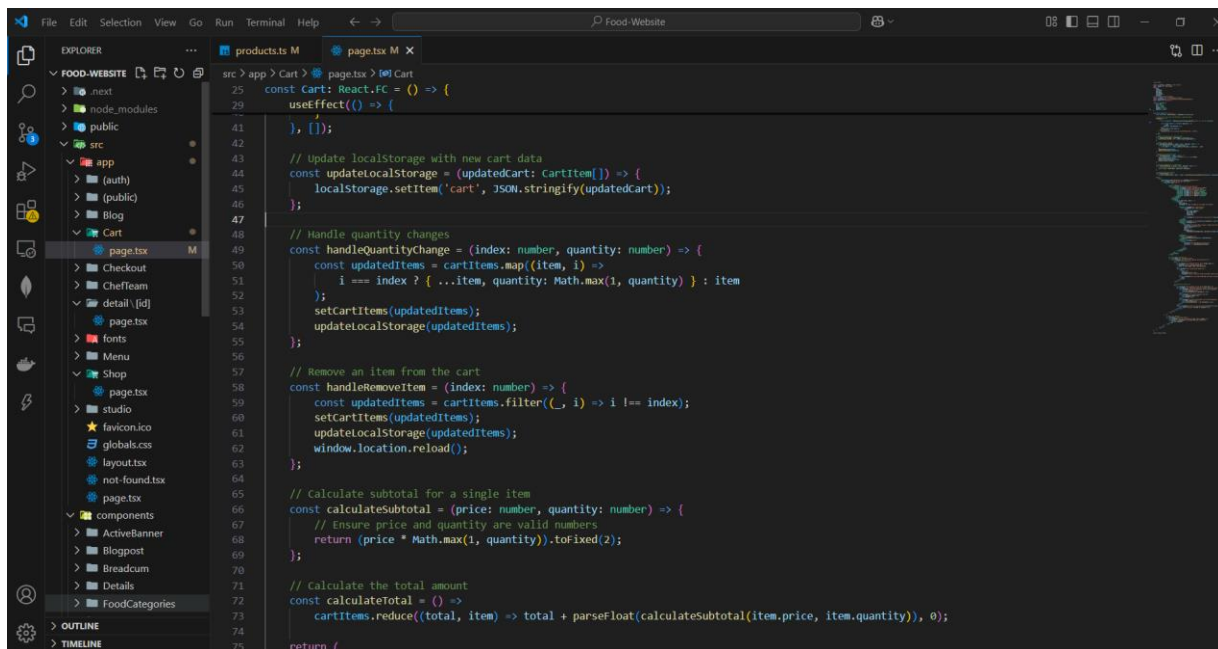 File Edit Selection View Go Run Terminal Help
Food-Website
EXPLORER
FOOD-WEBSITE
.next
node_modules
public
src
app
(auth)
(public)
Blog
Cart
page.tsx M
Checkout
ChefTeam
detail\[id]
page.tsx
fonts
Menu
Shop
page.tsx
studio
favicon.ico
globals.css
layout.tsx
not-found.tsx
page.tsx
components
ActiveBanner
Blogpost
Breadcum
Details
FoodCategories
OUTLINE
TIMELINE
3
products.ts M page.tsx M
src > app > Cart > page.tsx > Cart
25 const Cart: React.FC = () => {
29 useEffect(() => {
40 }
41 }, []);
42
43 // Update localStorage with new cart data
44 const updateLocalStorage = (updatedCart: CartItem[]) => {
45 localStorage.setItem('cart', JSON.stringify(updatedCart));
46 };
47
48 // Handle quantity changes
49 const handleQuantityChange = (index: number, quantity: number) => {
50 const updatedItems = cartItems.map((item, i) =>
51 i === index ? { ...item, quantity: Math.max(1, quantity) } : item
52 );
53 setCartItems(updatedItems);
54 updateLocalStorage(updatedItems);
55 };
56
57 // Remove an item from the cart
58 const handleRemoveItem = (index: number) => {
59 const updatedItems = cartItems.filter((_, i) => i !== index);
60 setCartItems(updatedItems);
61 updateLocalStorage(updatedItems);
62 window.location.reload();
63 };
64
65 // Calculate subtotal for a single item
66 const calculateSubtotal = (price: number, quantity: number) => {
67 // Ensure price and quantity are valid numbers
68 return (price * Math.max(1, quantity)).toFixed(2);
69 };
70
71 // Calculate the total amount
72 const calculateTotal = () =>
73 cartItems.reduce((total, item) => total + parseFloat(calculateSubtotal(item.price, item.quantity)), 0);
74
75 return (